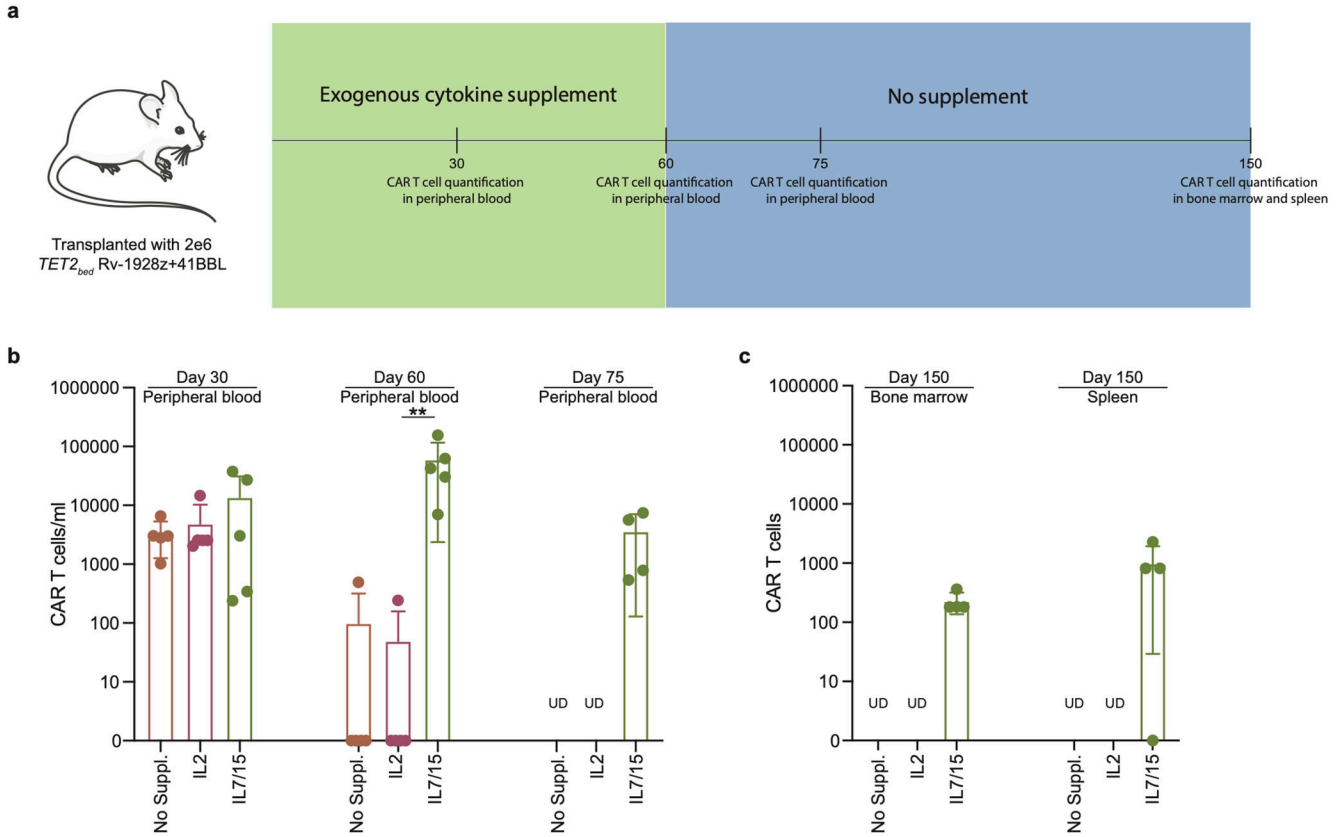 a
Exogenous cytokine supplement
No supplement
30
60
75
150
CAR T cell quantification
in peripheral blood
CAR T cell quantification
in peripheral blood
CAR T cell quantification
in peripheral blood
CAR T cell quantification
in bone marrow and spleen
Transplanted with 2e6
TET2bed Rv-1928z+41BBL
b
Day 30
Peripheral blood
Day 60
Peripheral blood
Day 75
Peripheral blood
**
CAR T cells/ml
1000000
100000
10000
1000
100
10
0
UD
UD
No Suppl.
IL2
IL7/15
No Suppl.
IL2
IL7/15
No Suppl.
IL2
IL7/15
c
Day 150
Bone marrow
Day 150
Spleen
CAR T cells
1000000
100000
10000
1000
100
10
0
UD
UD
UD
UD
No Suppl.
IL2
IL7/15
No Suppl.
IL2
IL7/15